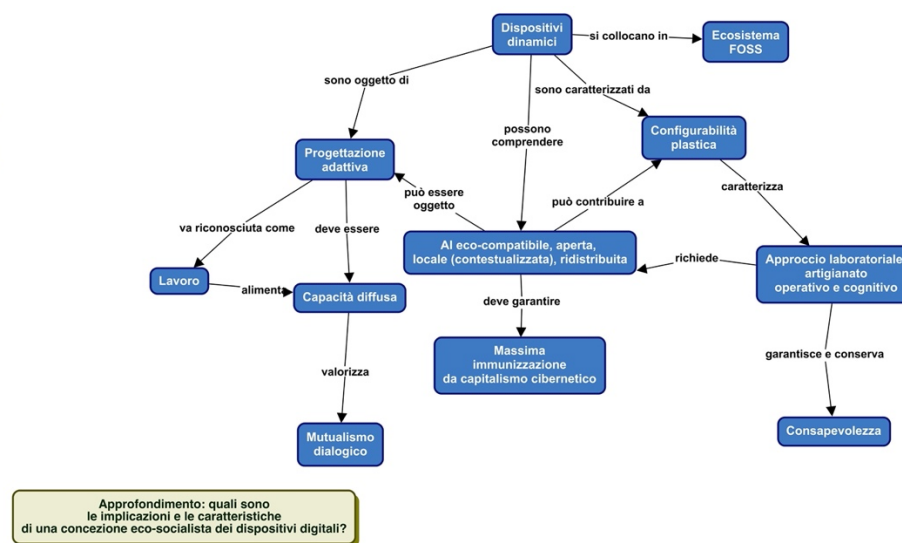 Dispositivi
dinamici
si collocano in
Ecosistema
FOSS
sono oggetto di
sono caratterizzati da
possono
comprendere
Configurabilità
plastica
Progettazione
adattiva
può essere
oggetto
può contribuire a
caratterizza
va riconosciuta come
deve essere
AI eco-compatibile, aperta,
locale (contestualizzata), ridistribuita
richiede
Approccio laboratoriale:
artigianato
operativo e cognitivo
Lavoro
alimenta
Capacità diffusa
deve garantire
Massima
immunizzazione
da capitalismo cibernetico
garantisce e conserva
valorizza
Mutualismo
dialogico
Consapevolezza
Approfondimento: quali sono
le implicazioni e le caratteristiche
di una concezione eco-socialista dei dispositivi digitali?